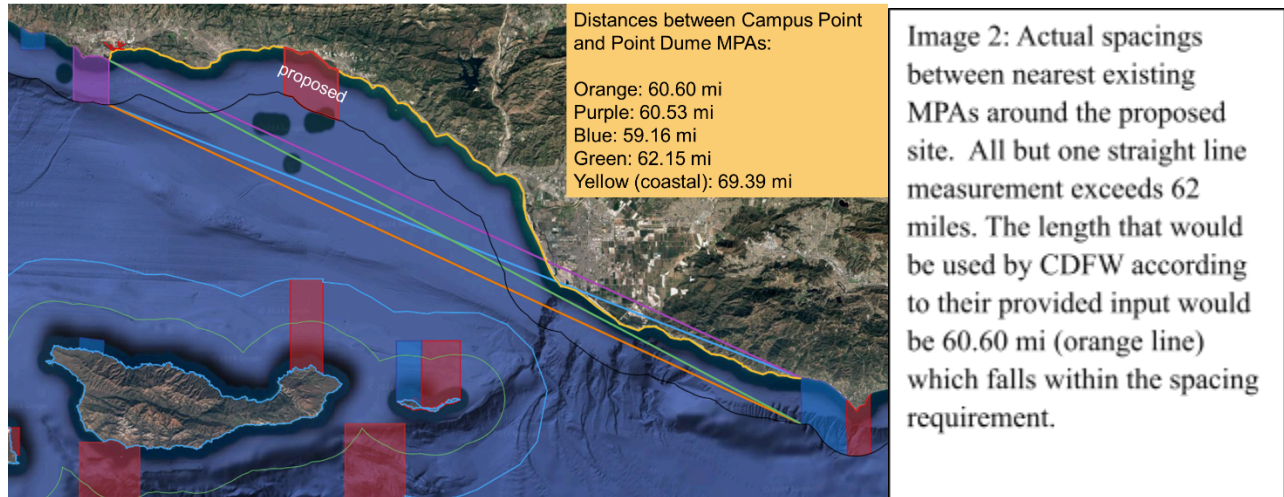 Distances between Campus Point
and Point Dume MPAs:
Orange: 60.60 mi
Purple: 60.53 mi
Blue: 59.16 mi
Green: 62.15 mi
Yellow (coastal): 69.39 mi
proposed
Image 2: Actual spacings
between nearest existing
MPAs around the proposed
site. All but one straight line
measurement exceeds 62
miles. The length that would
be used by CDFW according
to their provided input would
be 60.60 mi (orange line)
which falls within the spacing
requirement.